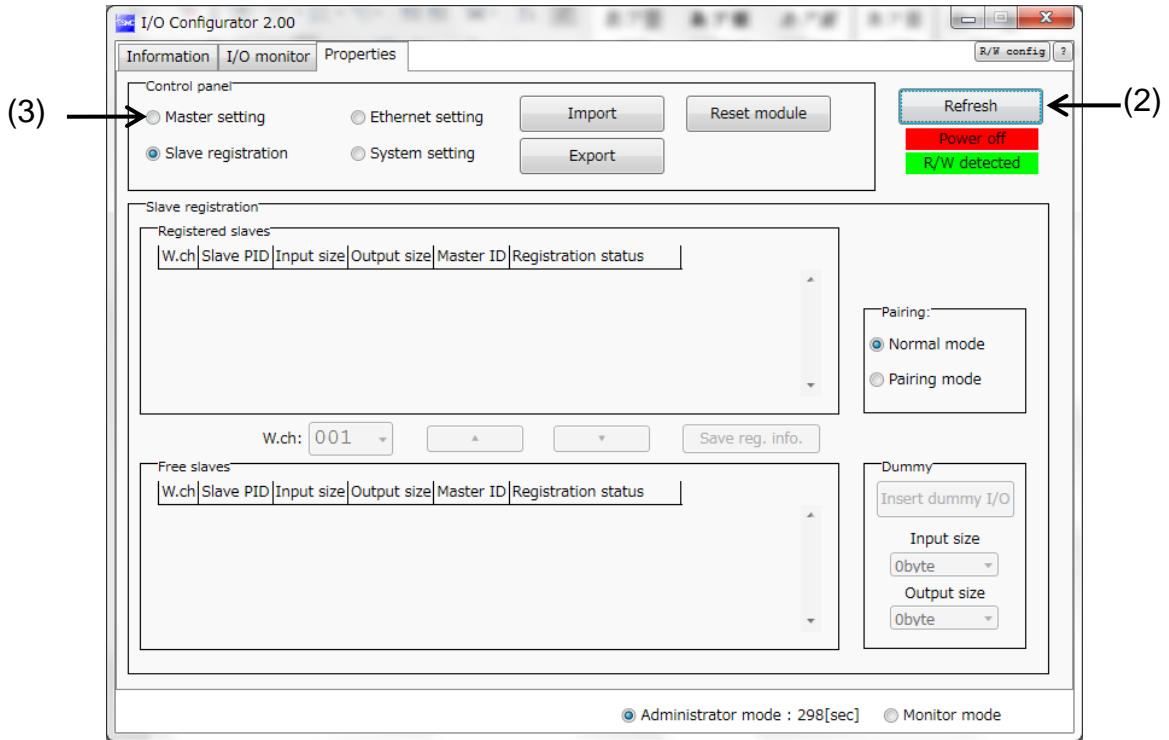 I/O Configurator 2.00
Information I/O monitor Properties R/W config ?
Control panel
(3) Master setting Ethernet setting Import Reset module Refresh (2)
Power off
Slave registration System setting Export R/W detected
Slave registration
Registered slaves
W.ch Slave PID Input size Output size Master ID Registration status
Pairing:
Normal mode
Pairing mode
W.ch: 001 Save reg. info.
Free slaves Dummy
W.ch Slave PID Input size Output size Master ID Registration status Insert dummy I/O
Input size
0byte
Output size
0byte
Administrator mode : 298[sec] Monitor mode